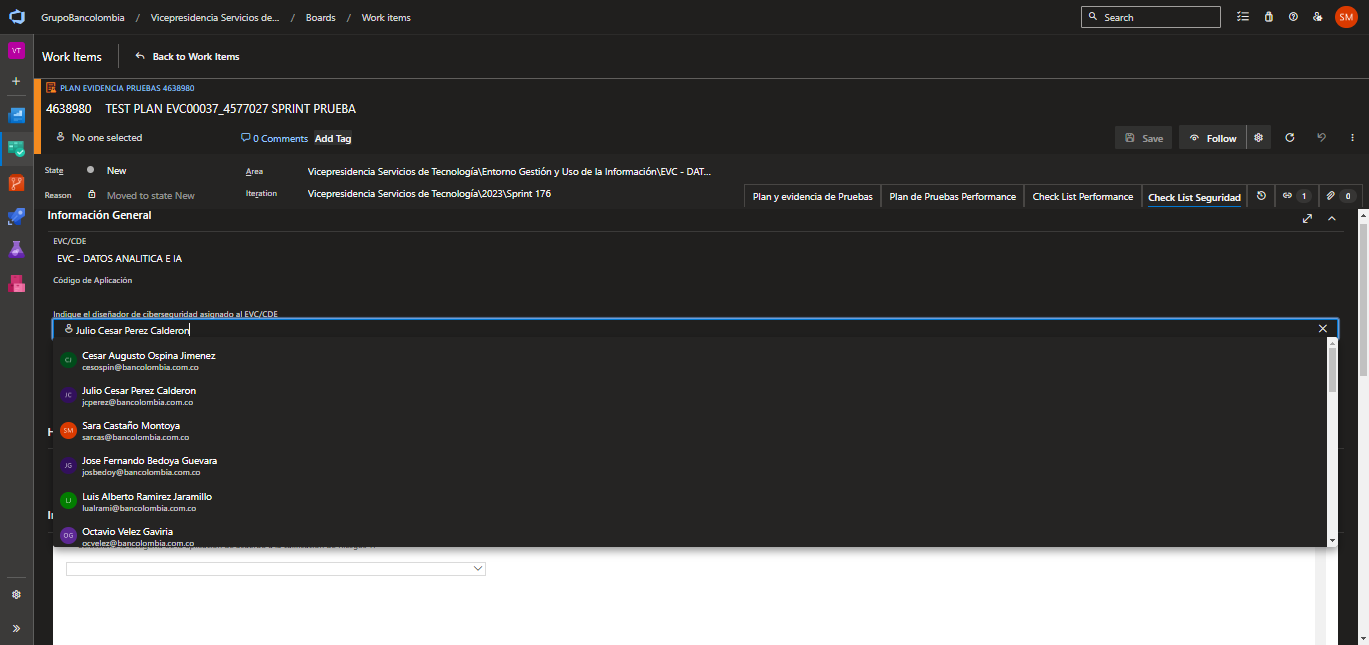 GrupoBancolombia / Vicepresidencia Servicios de... / Boards / Work items
Search
SM
VT
Work Items
Back to Work Items
PLAN EVIDENCIA PRUEBAS 4638980
4638980 TEST PLAN EVC00037_4577027 SPRINT PRUEBA
No one selected
0 Comments
Add Tag
Save
Follow
State
New
Area
Vicepresidencia Servicios de Tecnología\Entorno Gestión y Uso de la Información\EVC - DAT...
Reason
Moved to state New
Iteration
Vicepresidencia Servicios de Tecnología\2023\Sprint 176
Plan y evidencia de Pruebas
Plan de Pruebas Performance
Check List Performance
Check List Seguridad
1
0
Información General
EVC/CDE
EVC - DATOS ANALITICA E IA
Código de Aplicación
Indique el diseñador de ciberseguridad asignado al EVC/CDE
Julio Cesar Perez Calderon
CJ
Cesar Augusto Ospina Jimenez
cesospin@bancolombia.com.co
JC
Julio Cesar Perez Calderon
jcperez@bancolombia.com.co
SM
Sara Castaño Montoya
sarcas@bancolombia.com.co
JG
Jose Fernando Bedoya Guevara
josbedoy@bancolombia.com.co
LJ
Luis Alberto Ramirez Jaramillo
lualrami@bancolombia.com.co
OG
Octavio Velez Gaviria
ocvelez@bancolombia.com.co